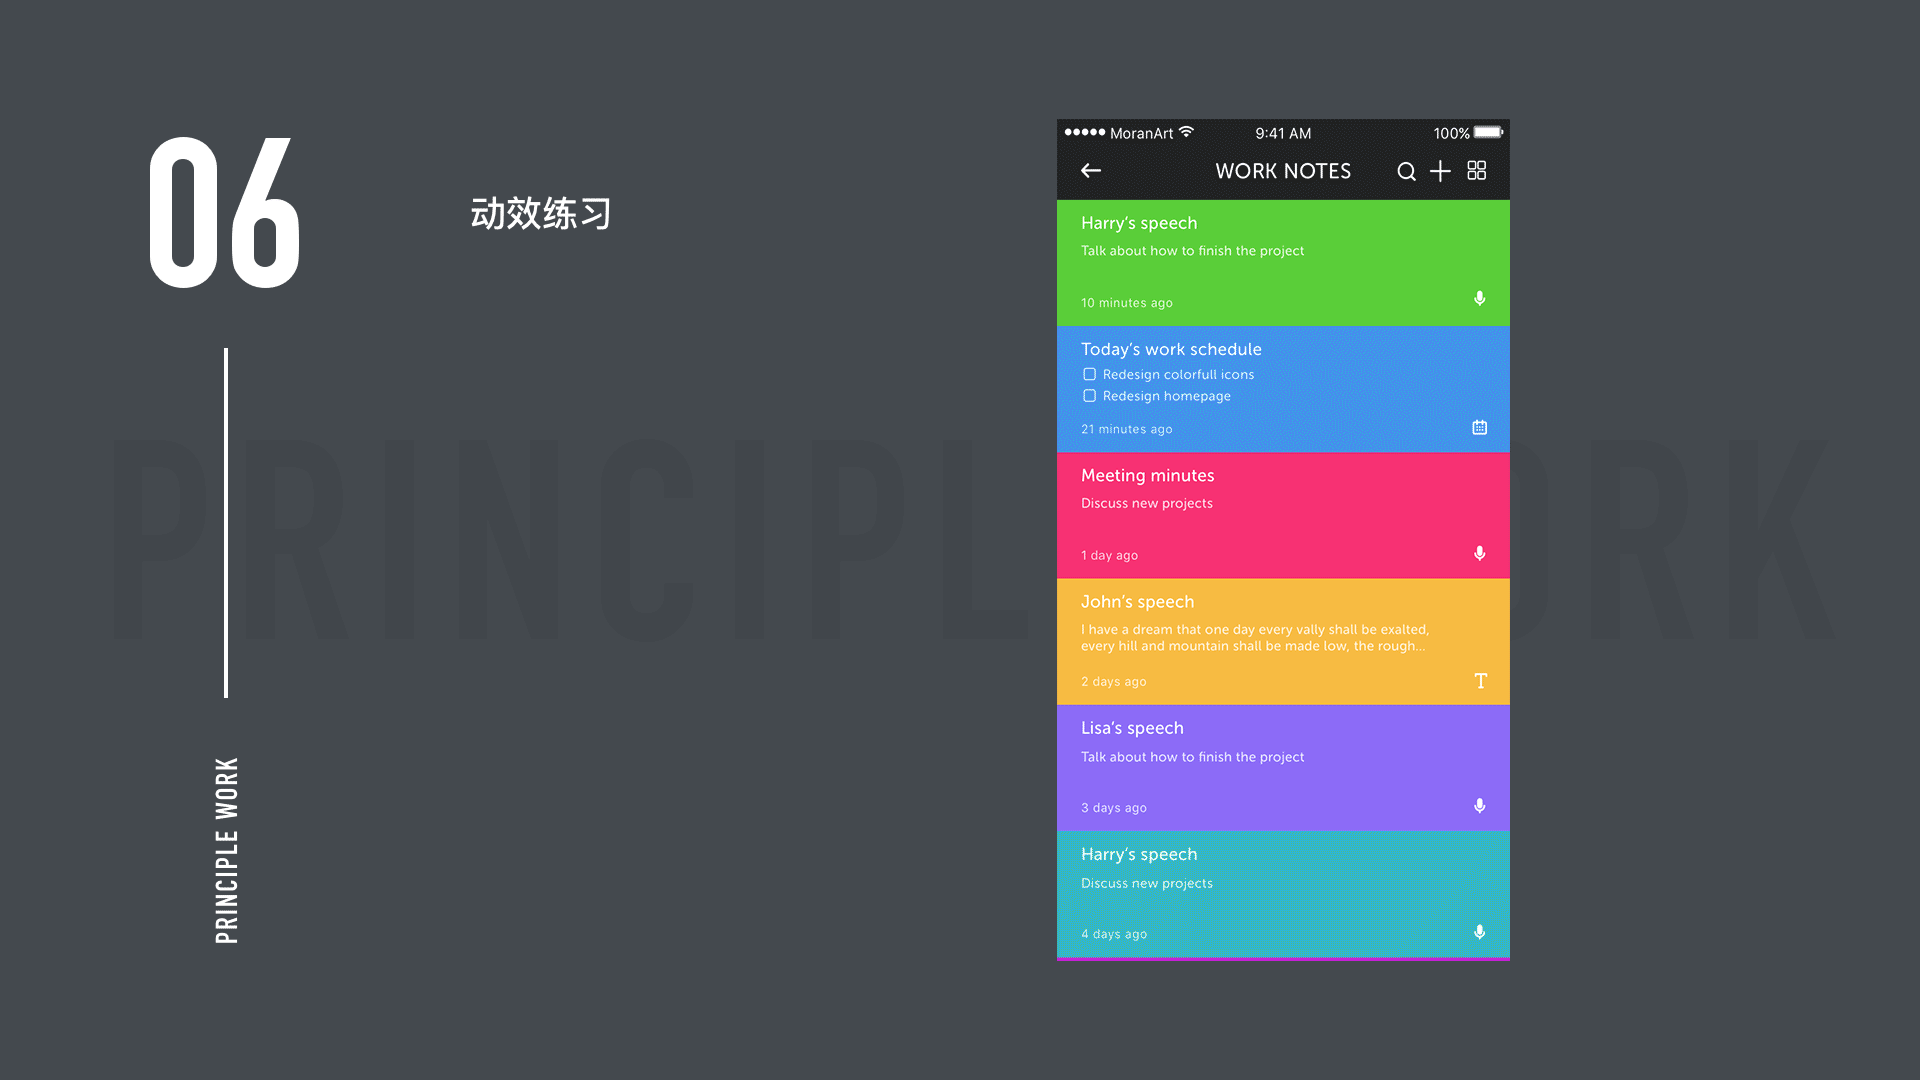 06
动效练习
PRINCIPLE WORK
PRINCIPL ORK
MoranArt 9:41 AM 100%
WORK NOTES
Harry's speech
Talk about how to finish the project
10 minutes ago
Today's work schedule
Redesign colorfull icons
Redesign homepage
21 minutes ago
Meeting minutes
Discuss new projects
1 day ago
John's speech
I have a dream that one day every vally shall be exalted,
every hill and mountain shall be made low, the rough...
2 days ago
T
Lisa's speech
Talk about how to finish the project
3 days ago
Harry's speech
Discuss new projects
4 days ago